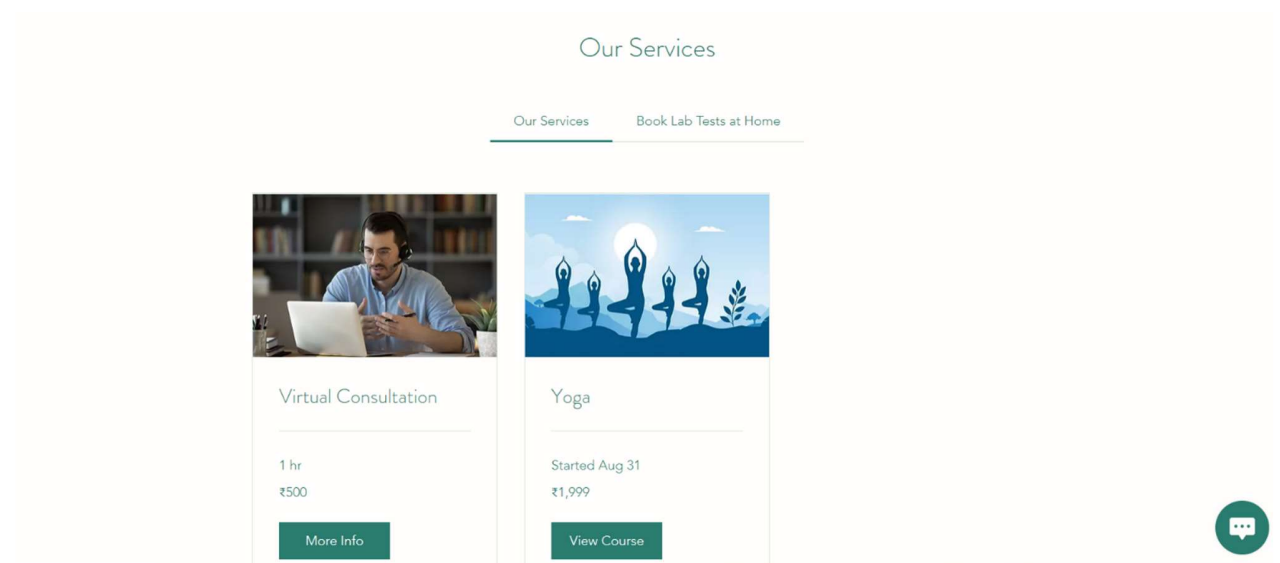 Our Services
Our Services
Book Lab Tests at Home
Virtual Consultation
1 hr
₹500
More Info
Yoga
Started Aug 31
₹1,999
View Course